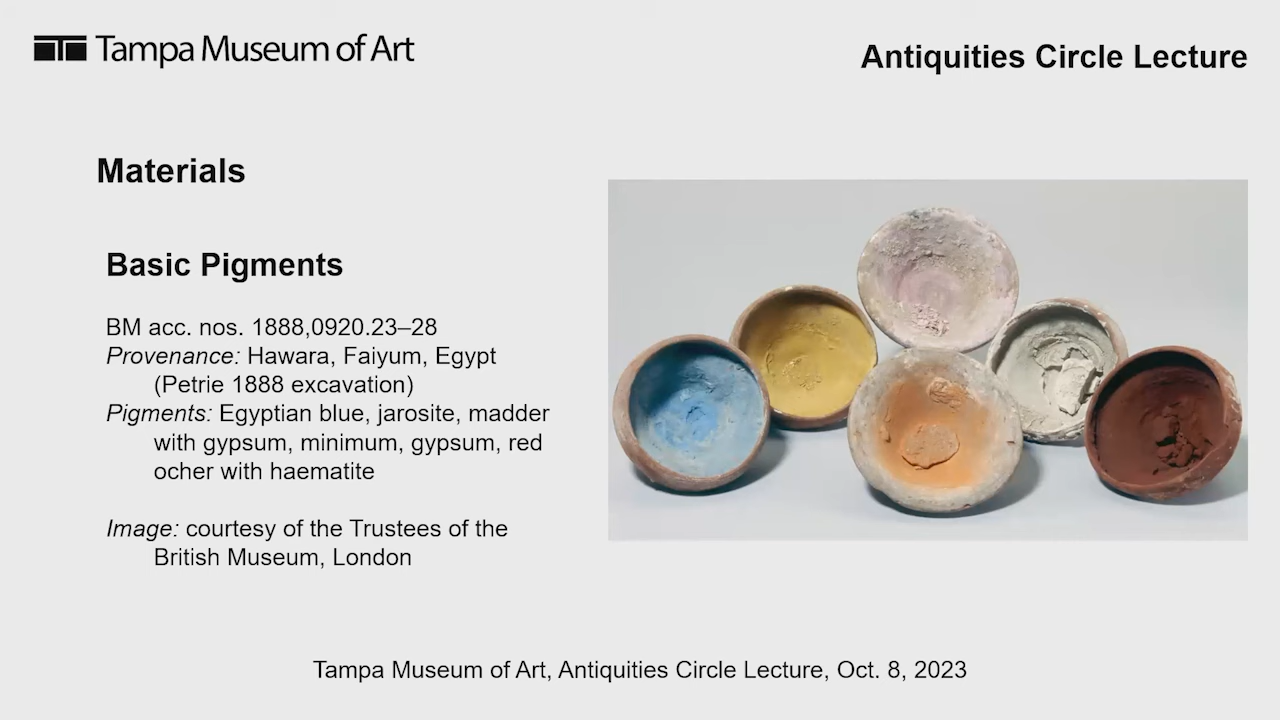 Tampa Museum of Art
Antiquities Circle Lecture
Materials
Basic Pigments
BM acc. nos. 1888,0920.23–28
Provenance: Hawara, Faiyum, Egypt
(Petrie 1888 excavation)
Pigments: Egyptian blue, jarosite, madder
with gypsum, minimum, gypsum, red
ocher with haematite
Image: courtesy of the Trustees of the
British Museum, London
Tampa Museum of Art, Antiquities Circle Lecture, Oct. 8, 2023